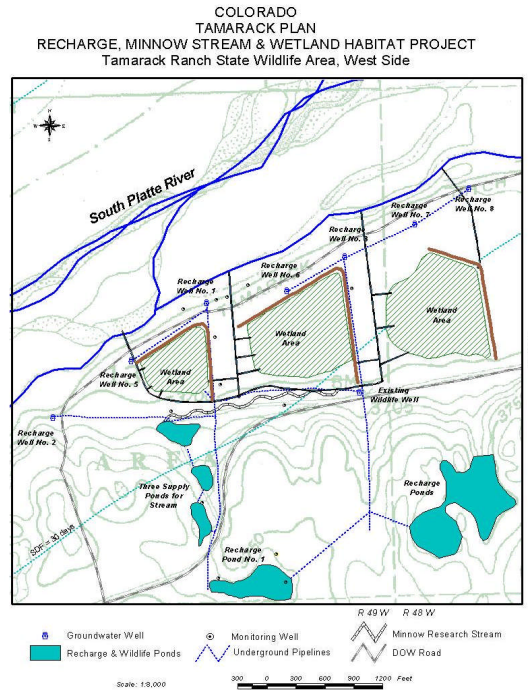 COLORADO
TAMARACK PLAN
RECHARGE, MINNOW STREAM & WETLAND HABITAT PROJECT
Tamarack Ranch State Wildlife Area, West Side
N
W
E
S
South Platte River
Recharge
Well No. 7
Recharge
Well No. 8
Recharge
Well No. 3
Recharge
Well No. 6
Recharge
Well No. 1
Wetland
Area
Wetland
Area
Wetland
Area
Recharge
Well No. 5
Existing
Wildlife Well
Recharge
Well No. 2
A R E A
Three Supply
Ponds for
Stream
Recharge
Ponds
SDF = 30 days
Recharge
Pond No. 1
R 49 W
R 48 W
Groundwater Well
Monitoring Well
Minnow Research Stream
Recharge & Wildlife Ponds
Underground Pipelines
DOW Road
Scale: 1:8,000
300 0 300 600 900 1200 Feet